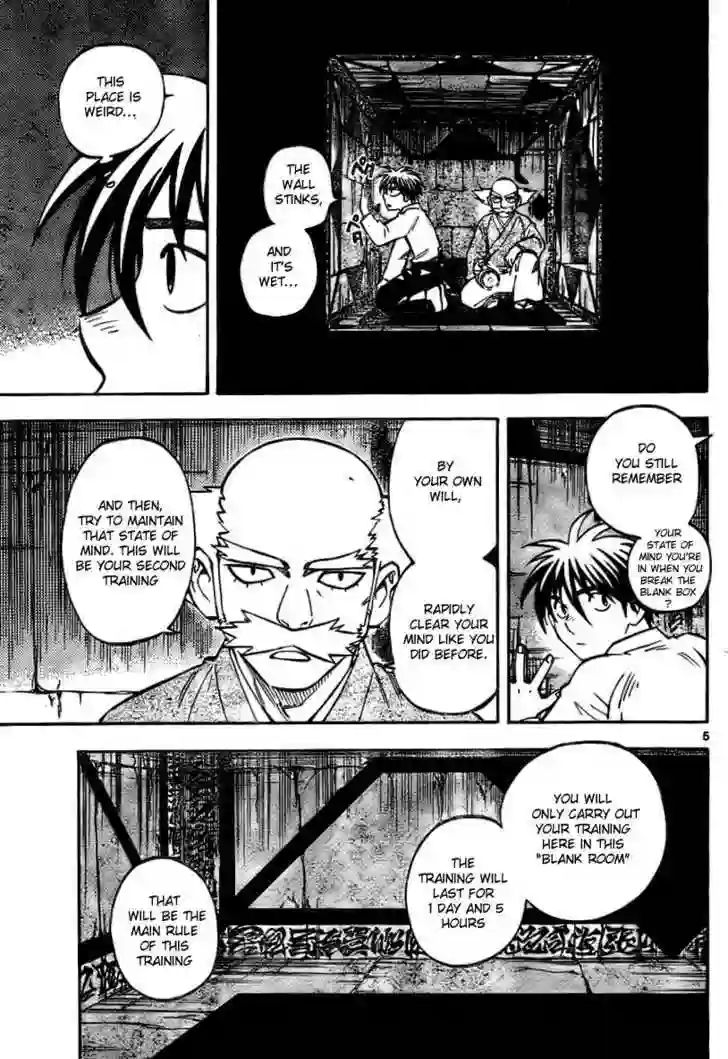 THE
WALL
STINKS,
AND
IT'S
WET...
ペタ
ペタ
THIS
PLACE IS
WEIRD...
DO
YOU STILL
REMEMBER
YOUR
STATE OF
MIND YOU'RE
IN WHEN YOU
BREAK THE
BLANK BOX
?
BY
YOUR OWN
WILL,
RAPIDLY
CLEAR YOUR
MIND LIKE YOU
DID BEFORE.
AND THEN,
TRY TO MAINTAIN
THAT STATE OF
MIND. THIS WILL
BE YOUR SECOND
TRAINING
5
YOU WILL
ONLY CARRY OUT
YOUR TRAINING
HERE IN THIS
"BLANK ROOM"
THE
TRAINING WILL
LAST FOR
1 DAY AND 5
HOURS
THAT
WILL BE THE
MAIN RULE
OF THIS
TRAINING